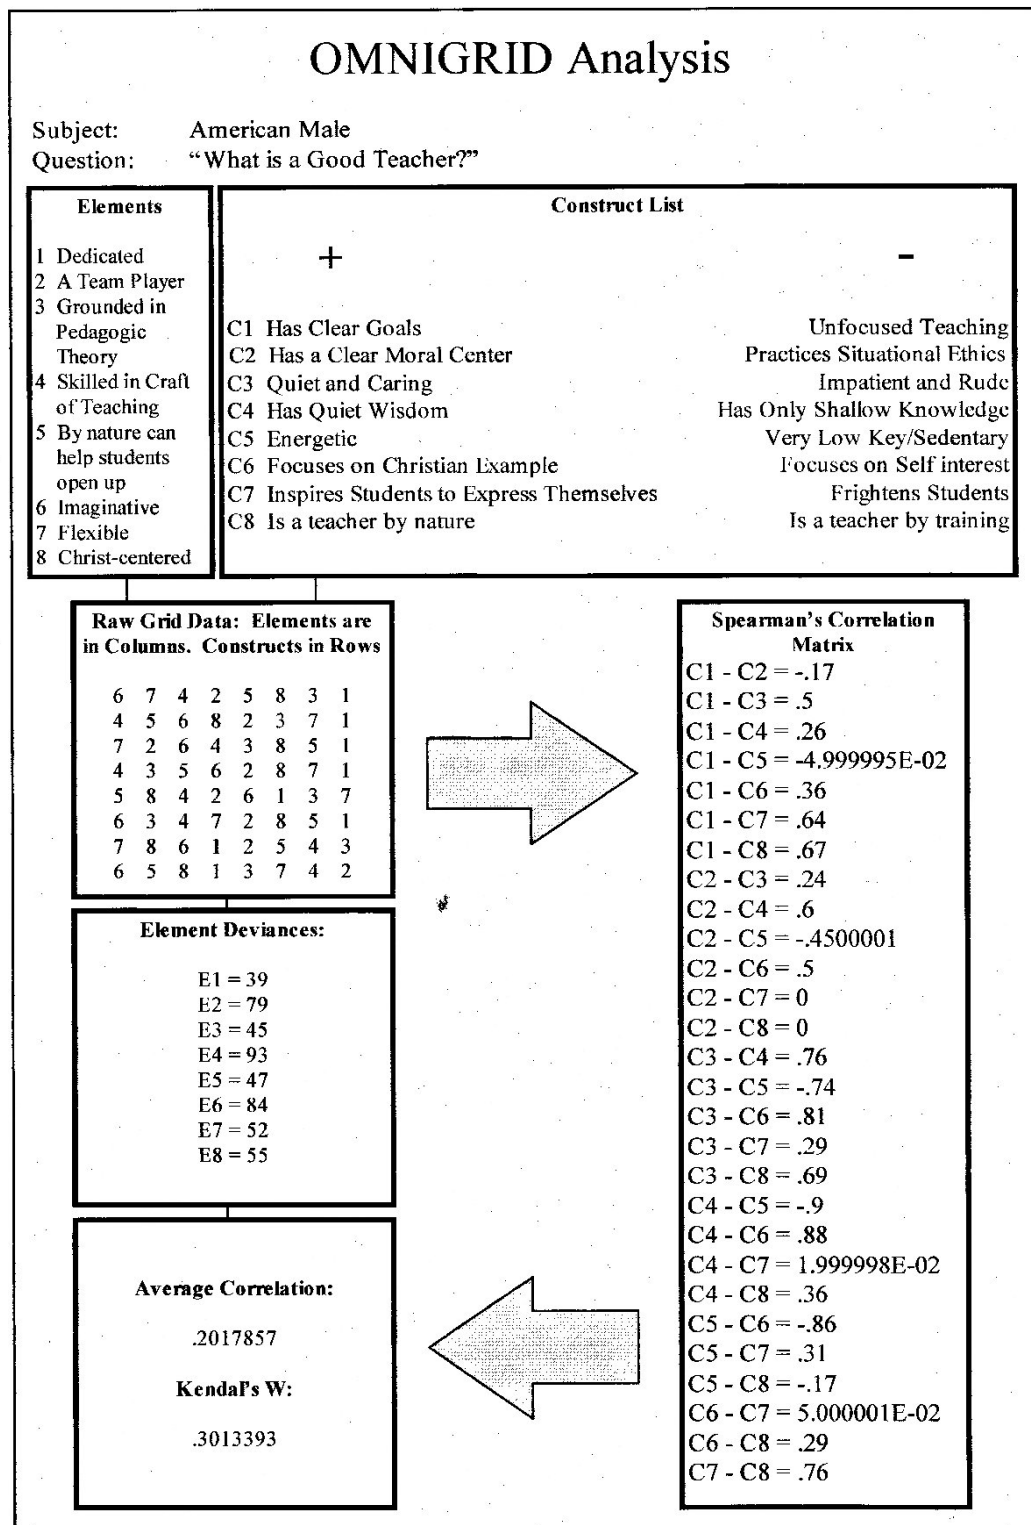 OMNIGRID Analysis
Subject: American Male
Question: “What is a Good Teacher?”
Elements
1 Dedicated
2 A Team Player
3 Grounded in
Pedagogic
Theory
4 Skilled in Craft
of Teaching
5 By nature can
help students
open up
6 Imaginative
7 Flexible
8 Christ-centered
Construct List
+ -
C1 Has Clear Goals Unfocused Teaching
C2 Has a Clear Moral Center Practices Situational Ethics
C3 Quiet and Caring Impatient and Rude
C4 Has Quiet Wisdom Has Only Shallow Knowledge
C5 Energetic Very Low Key/Sedentary
C6 Focuses on Christian Example Focuses on Self interest
C7 Inspires Students to Express Themselves Frightens Students
C8 Is a teacher by nature Is a teacher by training
Raw Grid Data: Elements are
in Columns. Constructs in Rows
6 7 4 2 5 8 3 1
4 5 6 8 2 3 7 1
7 2 6 4 3 8 5 1
4 3 5 6 2 8 7 1
5 8 4 2 6 1 3 7
6 3 4 7 2 8 5 1
7 8 6 1 2 5 4 3
6 5 8 1 3 7 4 2
Element Deviances:
E1 = 39
E2 = 79
E3 = 45
E4 = 93
E5 = 47
E6 = 84
E7 = 52
E8 = 55
Average Correlation:
.2017857
Kendal's W:
.3013393
Spearman's Correlation
Matrix
C1 - C2 = -.17
C1 - C3 = .5
C1 - C4 = .26
C1 - C5 = -4.999995E-02
C1 - C6 = .36
C1 - C7 = .64
C1 - C8 = .67
C2 - C3 = .24
C2 - C4 = .6
C2 - C5 = -.4500001
C2 - C6 = .5
C2 - C7 = 0
C2 - C8 = 0
C3 - C4 = .76
C3 - C5 = -.74
C3 - C6 = .81
C3 - C7 = .29
C3 - C8 = .69
C4 - C5 = -.9
C4 - C6 = .88
C4 - C7 = 1.999998E-02
C4 - C8 = .36
C5 - C6 = -.86
C5 - C7 = .31
C5 - C8 = -.17
C6 - C7 = 5.000001E-02
C6 - C8 = .29
C7 - C8 = .76